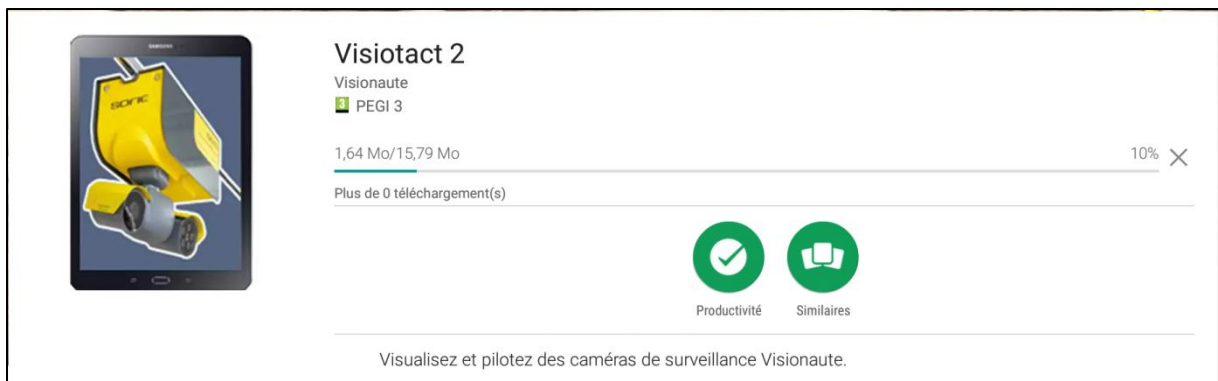 SAMSUNG
sonic
Visiotact 2
Visionaute
3 PEGI 3
1,64 Mo/15,79 Mo
10%
Plus de 0 téléchargement(s)
Productivité
Similaires
Visualisez et pilotez des caméras de surveillance Visionaute.